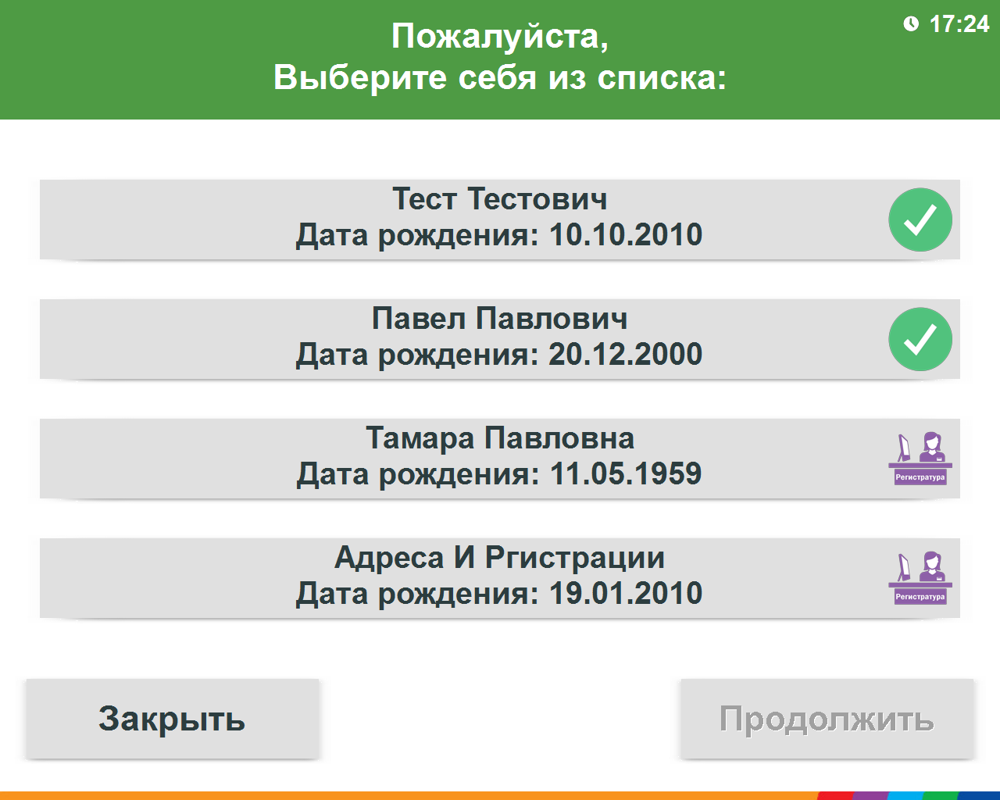 Пожалуйста,
17:24
Выберите себя из списка:
Тест Тестович
Дата рождения: 10.10.2010
Павел Павлович
Дата рождения: 20.12.2000
Тамара Павловна
Дата рождения: 11.05.1959
Регистратура
Адреса И Ргистрации
Дата рождения: 19.01.2010
Регистратура
Закрыть
Продолжить